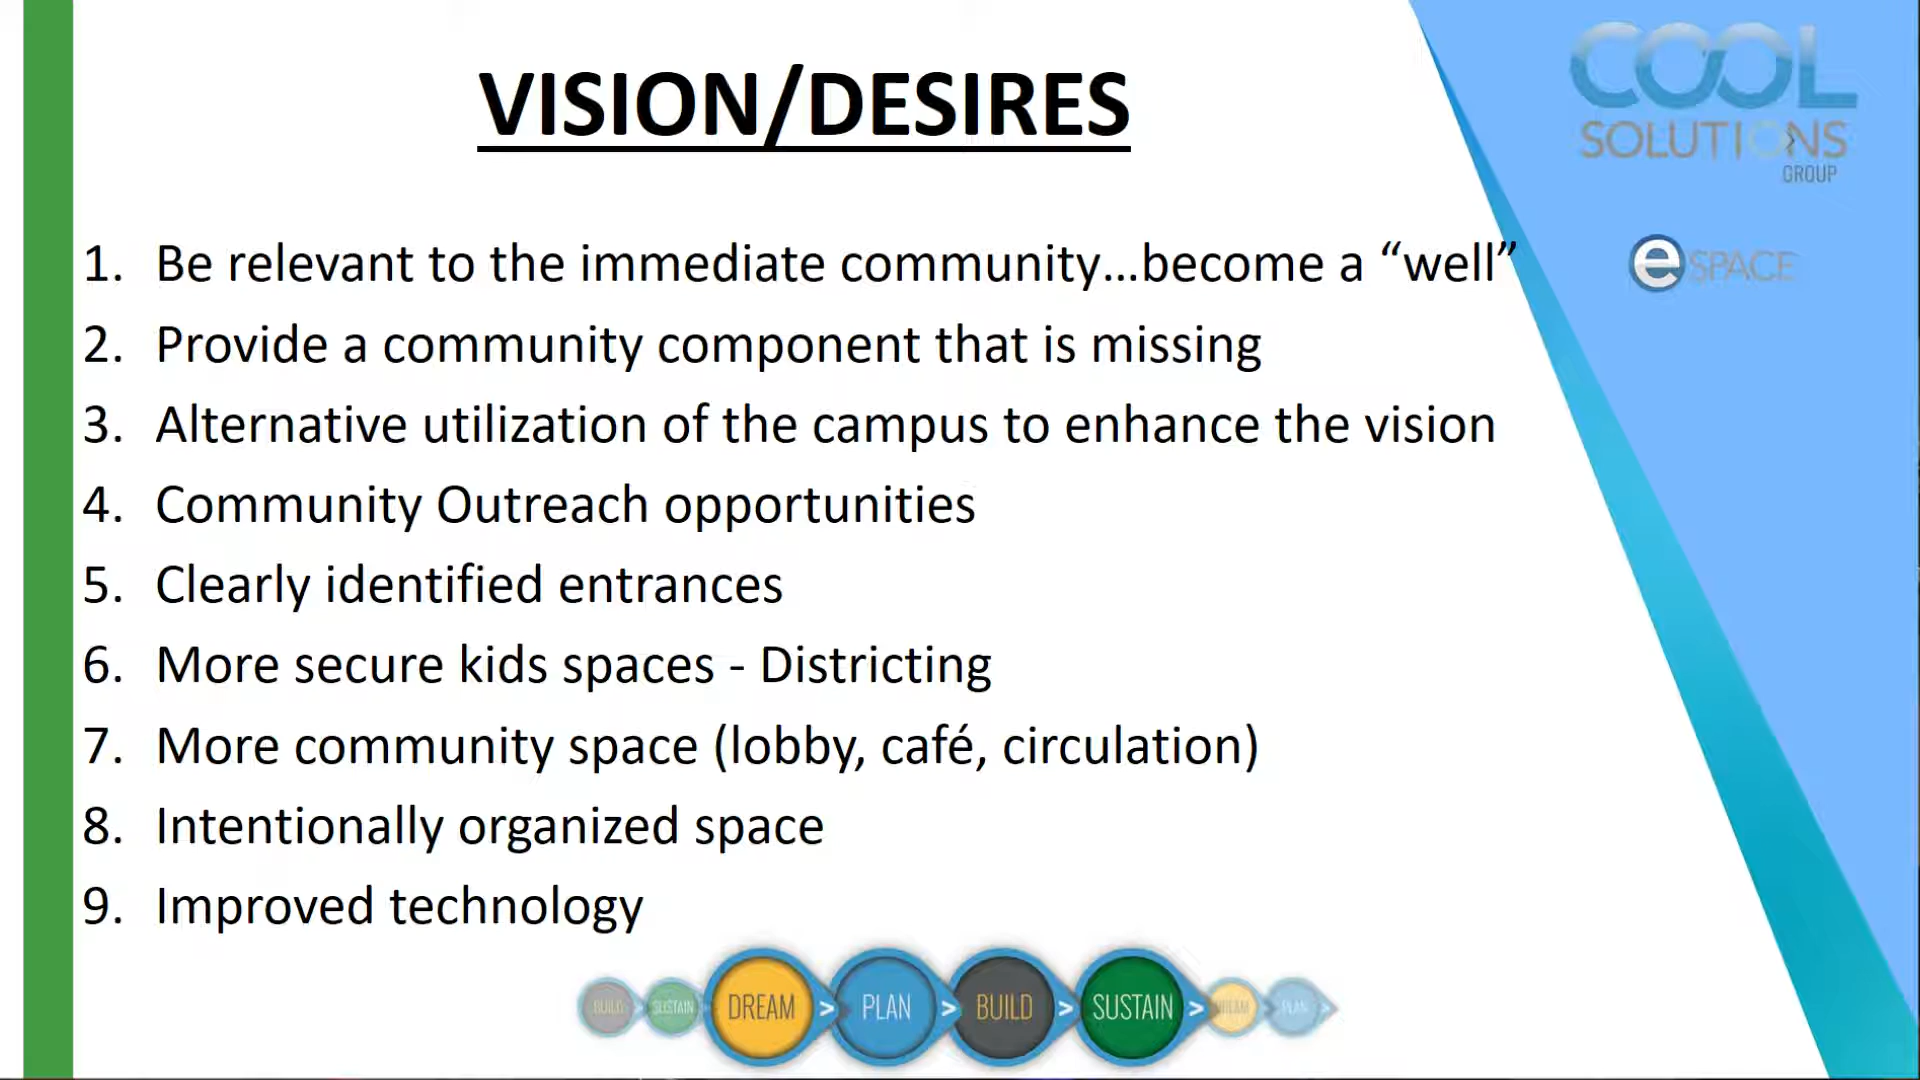 VISION/DESIRES
COOL
SOLUTIONS
GROUP
eSPACE
1. Be relevant to the immediate community...become a “well”
2. Provide a community component that is missing
3. Alternative utilization of the campus to enhance the vision
4. Community Outreach opportunities
5. Clearly identified entrances
6. More secure kids spaces - Districting
7. More community space (lobby, café, circulation)
8. Intentionally organized space
9. Improved technology
BUILD > SUSTAIN DREAM > PLAN > BUILD > SUSTAIN > DREAM PLAN >